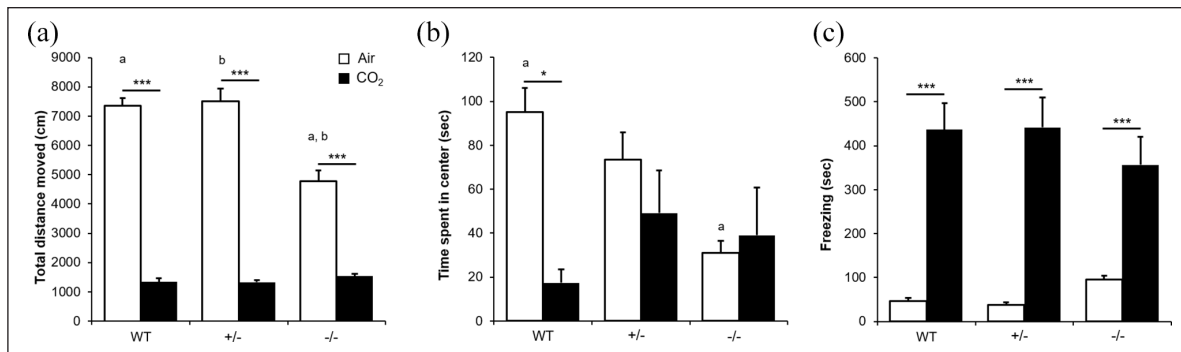 (a)
Total distance moved (cm)
9000
8000
7000
6000
5000
4000
3000
2000
1000
0
a
***
b
***
a, b
***
Air
CO₂
WT
+/-
-/-
(b)
Time spent in center (sec)
120
100
80
60
40
20
0
a
*
a
WT
+/-
-/-
(c)
Freezing (sec)
600
500
400
300
200
100
0
***
***
***
WT
+/-
-/-